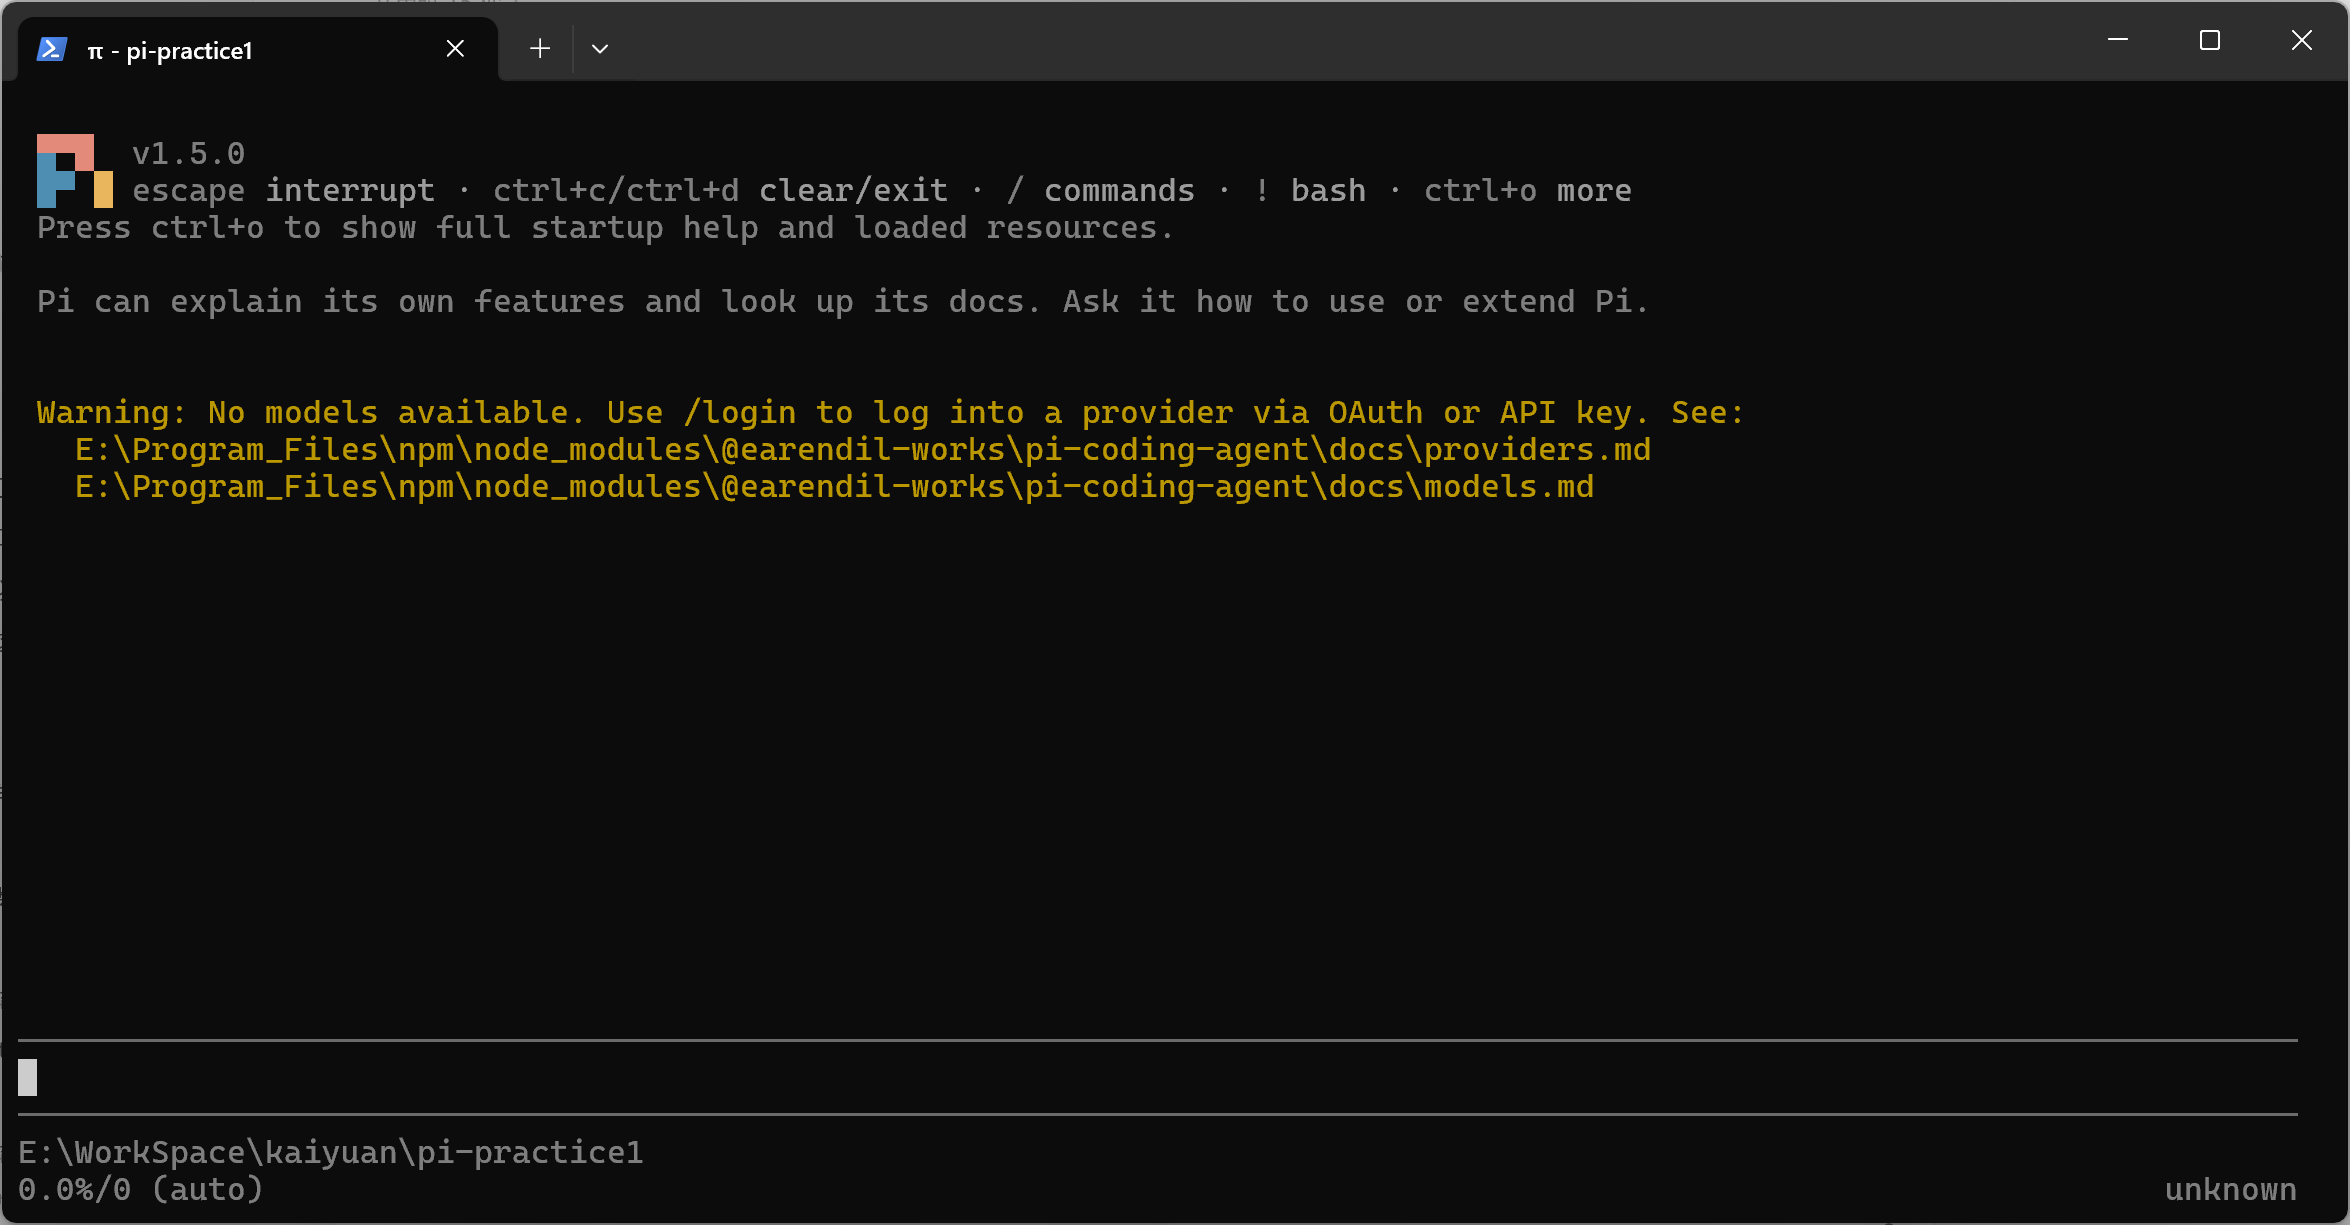 π - pi-practice1
v1.5.0
escape interrupt · ctrl+c/ctrl+d clear/exit · / commands · ! bash · ctrl+o more
Press ctrl+o to show full startup help and loaded resources.
Pi can explain its own features and look up its docs. Ask it how to use or extend Pi.
Warning: No models available. Use /login to log into a provider via OAuth or API key. See:
E:\Program_Files\npm\node_modules\@earendil-works\pi-coding-agent\docs\providers.md
E:\Program_Files\npm\node_modules\@earendil-works\pi-coding-agent\docs\models.md
E:\WorkSpace\kaiyuan\pi-practice1
0.0%/0 (auto) unknown